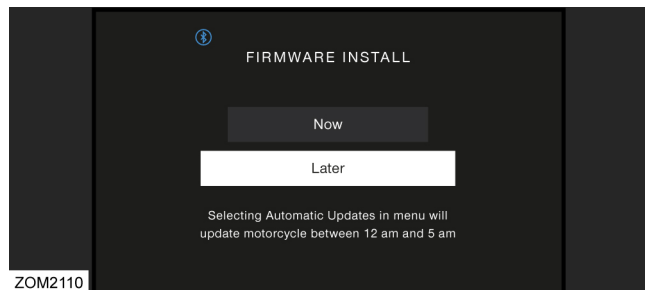 FIRMWARE INSTALL
Now
Later
Selecting Automatic Updates in menu will
update motorcycle between 12 am and 5 am
ZOM2110